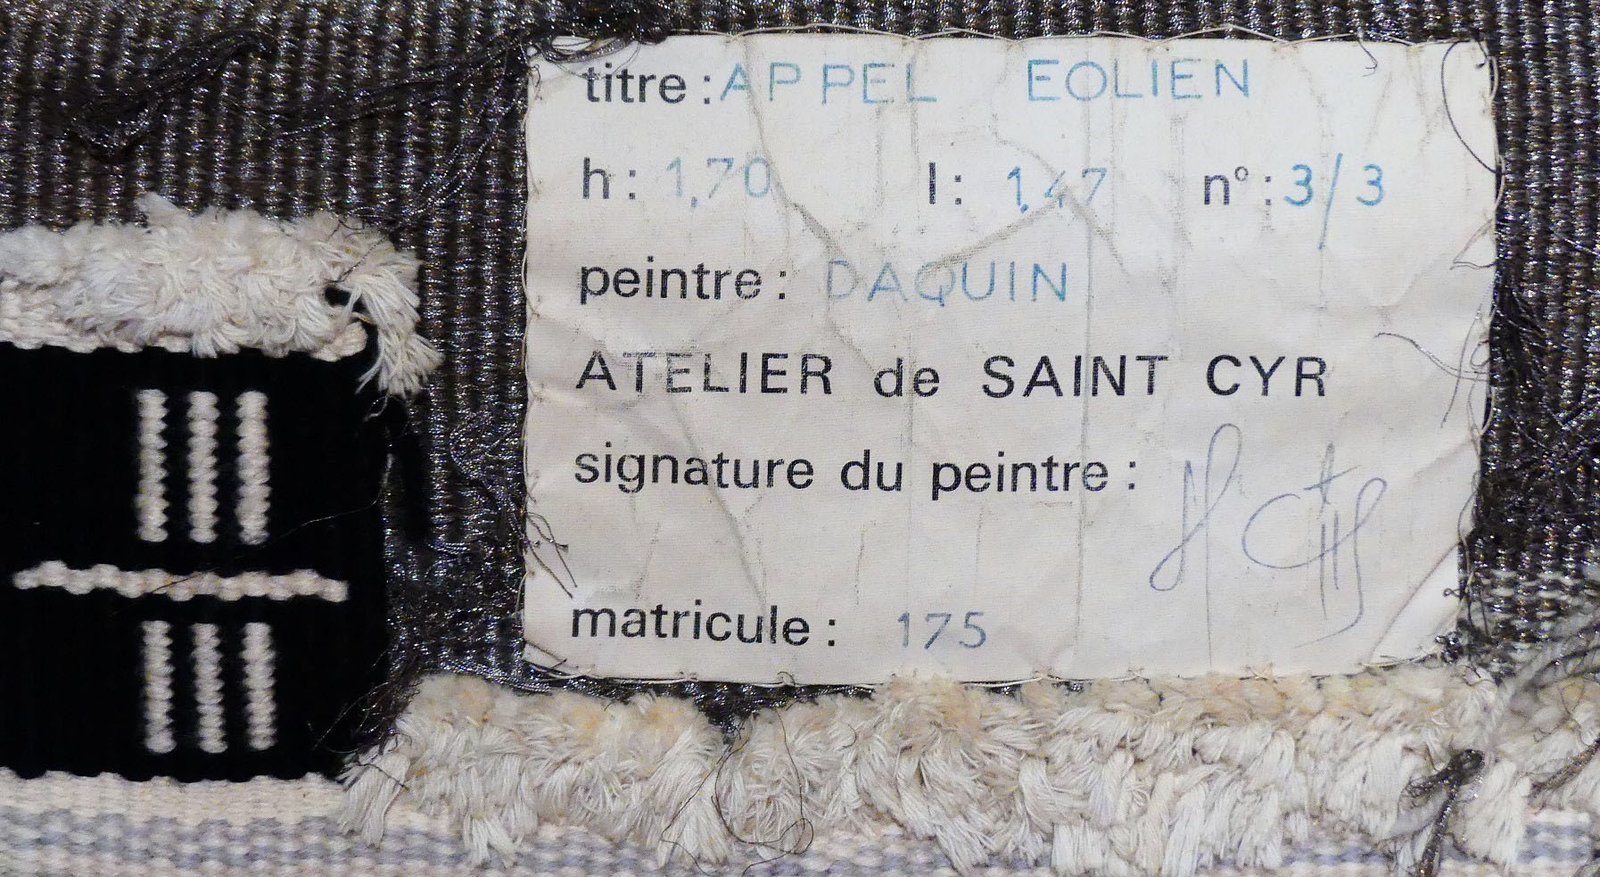 titre : APPEL EOLIEN
h : 1,70 l : 1,47 n° : 3/3
peintre : DAQUIN
ATELIER de SAINT CYR
signature du peintre :
matricule : 175